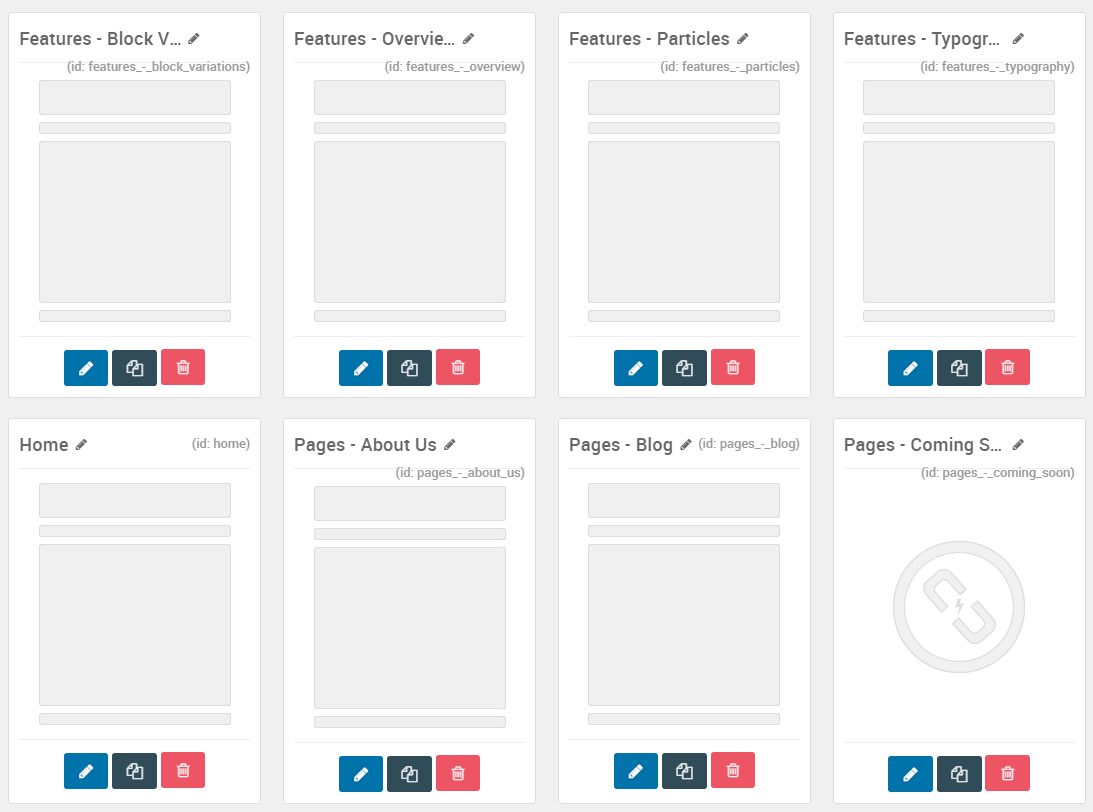 Features - Block V...
(id: features_-_block_variations)
Features - Overvie...
(id: features_-_overview)
Features - Particles
(id: features_-_particles)
Features - Typogr...
(id: features_-_typography)
Home (id: home)
Pages - About Us
(id: pages_-_about_us)
Pages - Blog (id: pages_-_blog)
Pages - Coming S...
(id: pages_-_coming_soon)